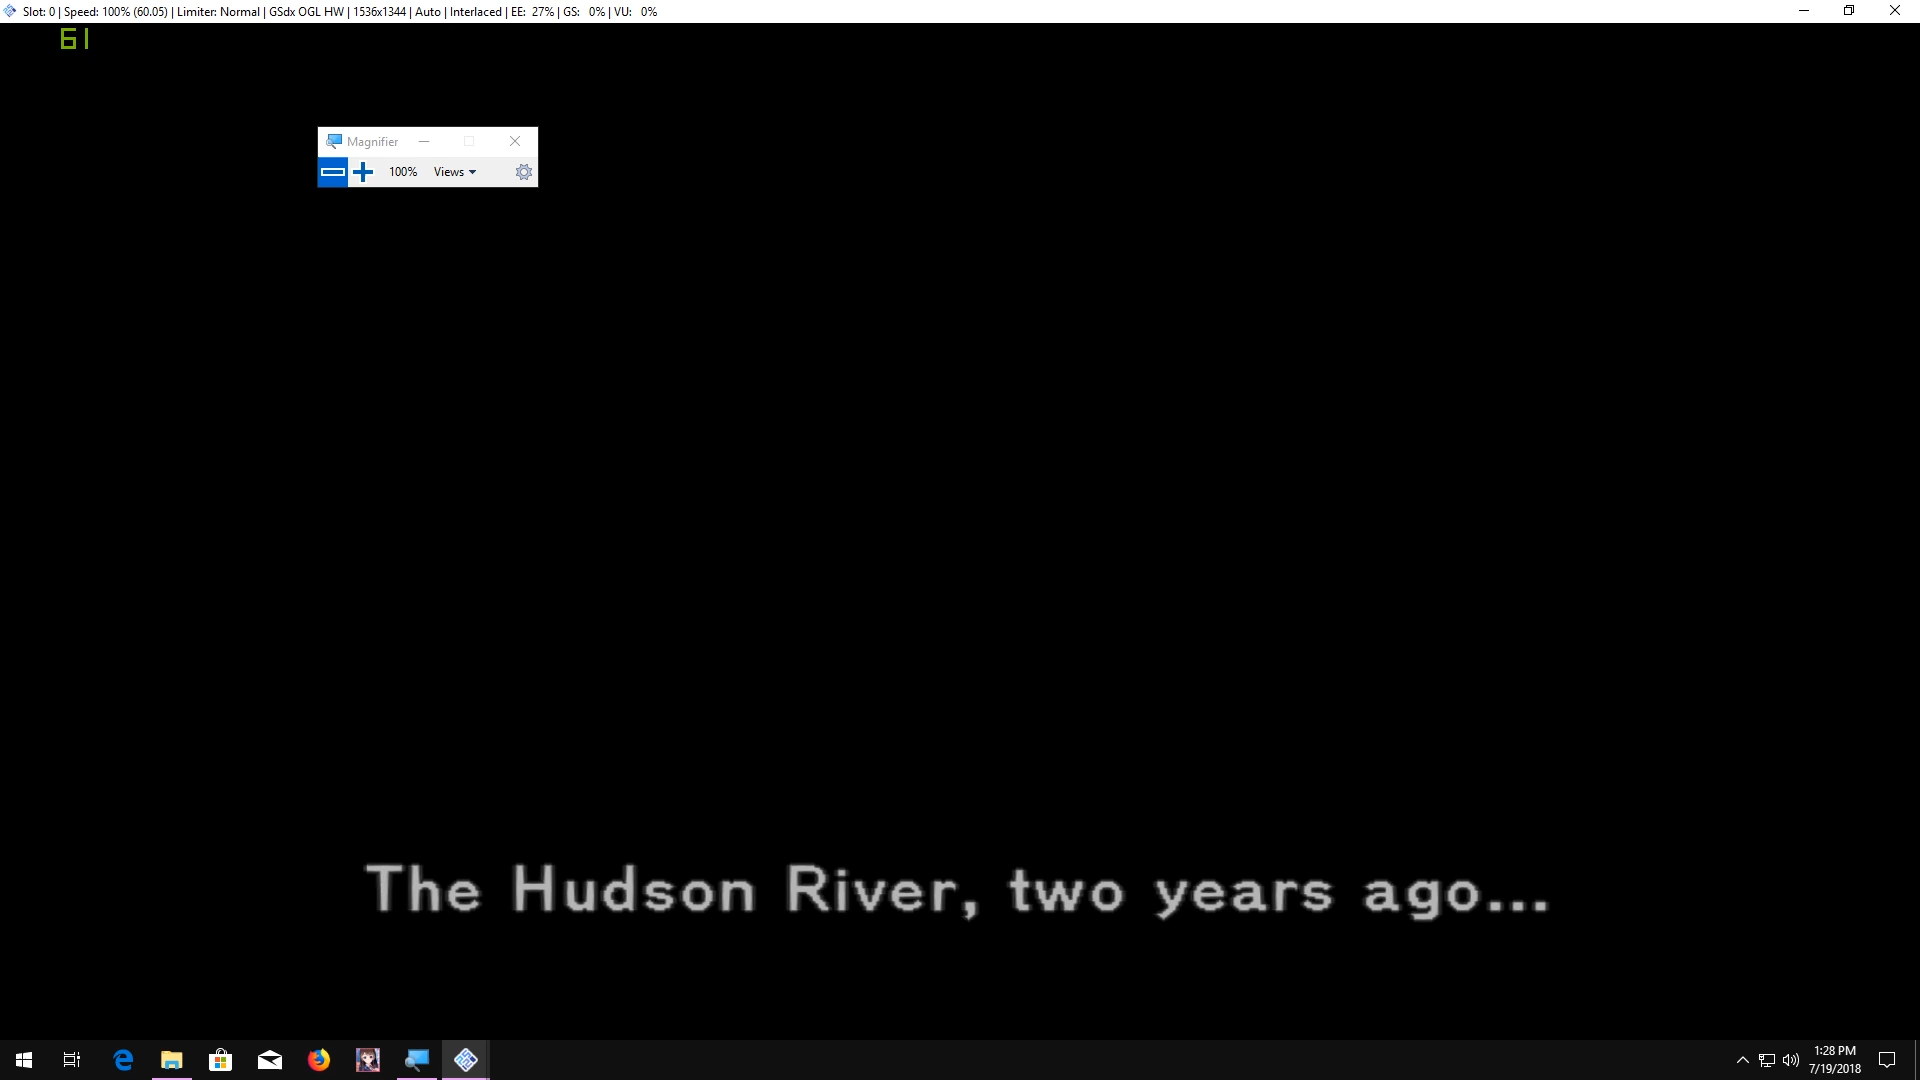 Slot: 0 | Speed: 100% (60.05) | Limiter: Normal | GSdx OGL HW | 1536x1344 | Auto | Interlaced | EE: 27% | GS: 0% | VU: 0%
61
Magnifier
100% Views
The Hudson River, two years ago...
1:28 PM
7/19/2018